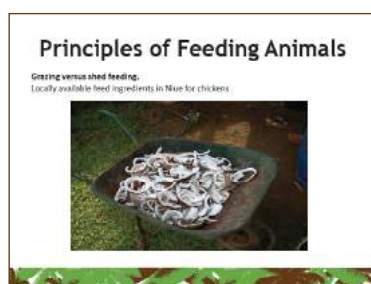 Principles of Feeding Animals
Grazing versus shed feeding.
Locally available feed ingredients in Niue for chickens